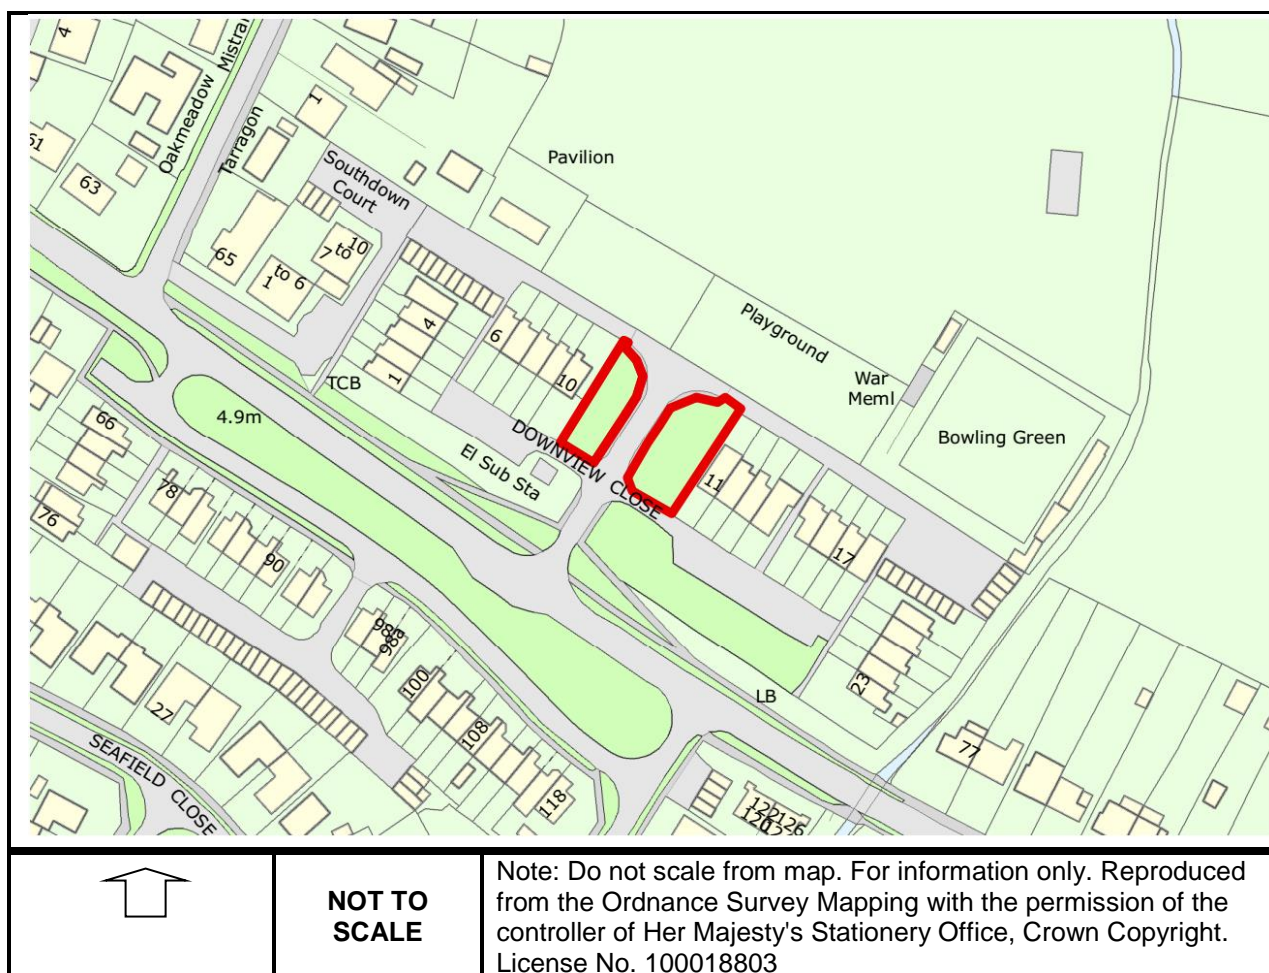 4
Mistral
Oakmeadow
Tarragon
61
63
1
Southdown
Court
Pavilion
65
1 to 6
7 to 10
4
1
6
10
Playground
War
Meml
Bowling Green
TCB
4.9m
El Sub Sta
DOWNVIEW CLOSE
11
17
23
LB
66
78
76
90
98a
100
108
118
27
SEAFIELD CLOSE
77
122
126
120
NOT TO
SCALE
Note: Do not scale from map. For information only. Reproduced
from the Ordnance Survey Mapping with the permission of the
controller of Her Majesty's Stationery Office, Crown Copyright.
License No. 100018803